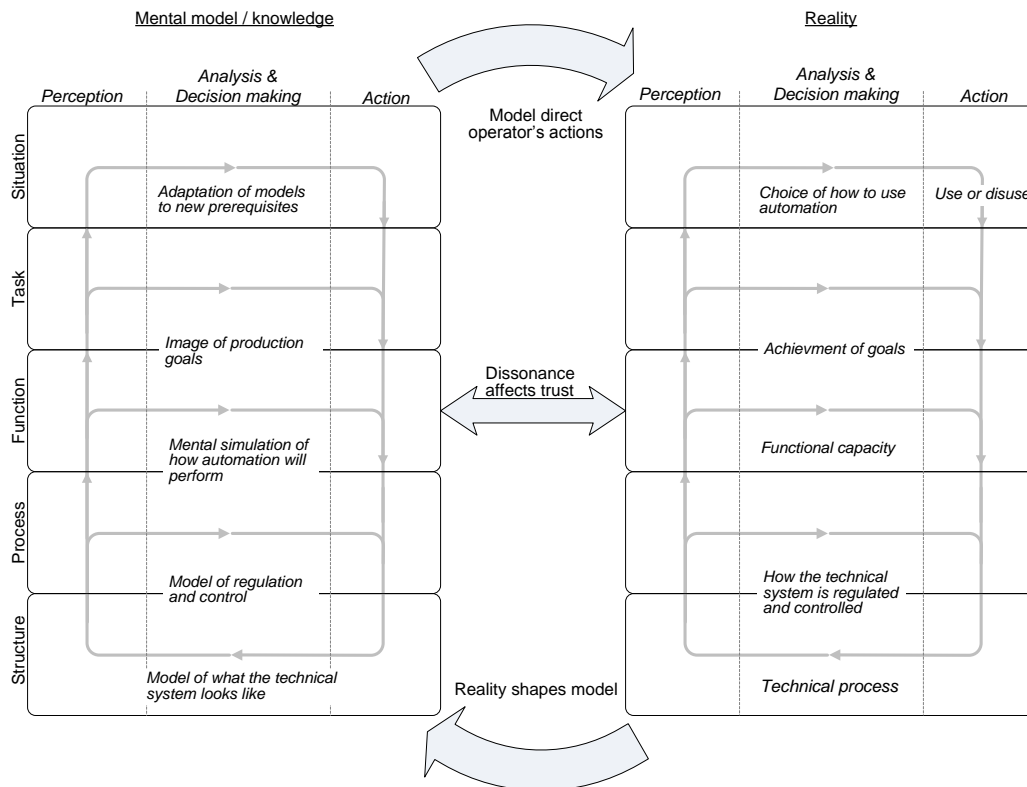 Mental model / knowledge
Reality
Perception
Analysis &
Decision making
Action
Model direct
operator's actions
Perception
Analysis &
Decision making
Action
Situation
Adaptation of models
to new prerequisites
Choice of how to use
automation
Use or disuse
Task
Image of production
goals
Achievment of goals
Function
Dissonance
affects trust
Mental simulation of
how automation will
perform
Functional capacity
Process
Model of regulation
and control
How the technical
system is regulated
and controlled
Structure
Model of what the technical
system looks like
Reality shapes model
Technical process